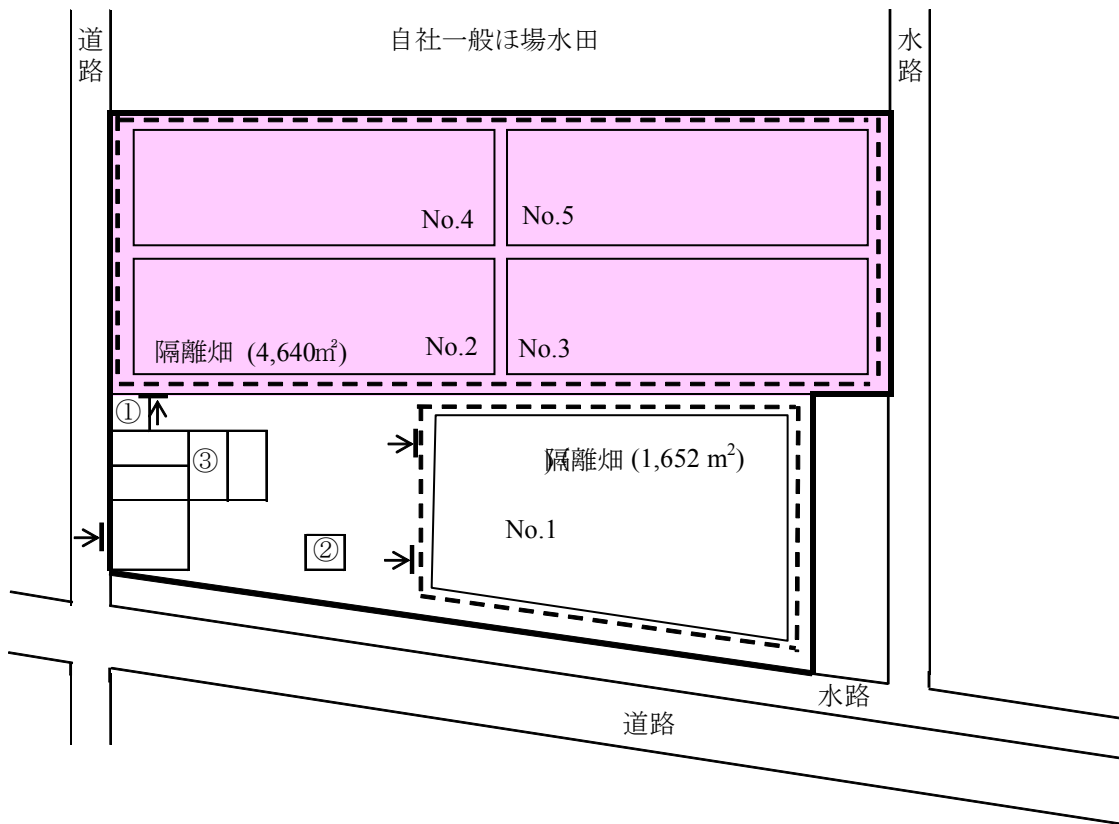 道路
自社一般ほ場水田
水路
No.4
No.5
隔離畑 (4,640㎡)
No.2
No.3
①
③
隔離畑 (1,652 m²)
No.1
②
水路
道路